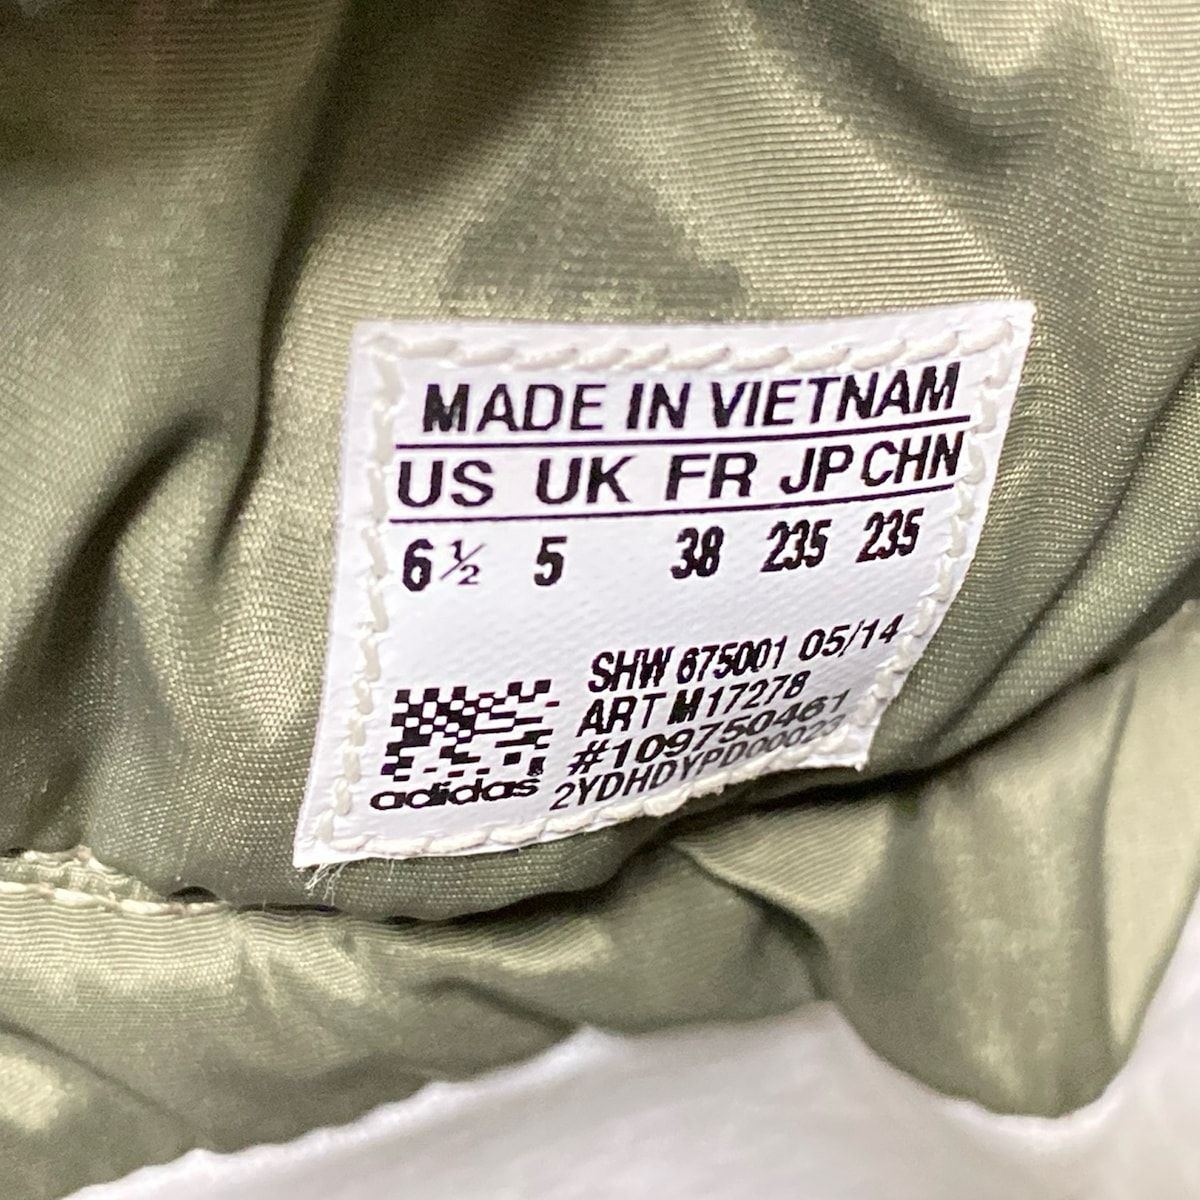 MADE IN VIETNAM
US UK FR JP CHN
6½ 5 38 235 235
SHW 675001 05/14
ART M17278
#109750461
adidas® 2YDHDYPD00023